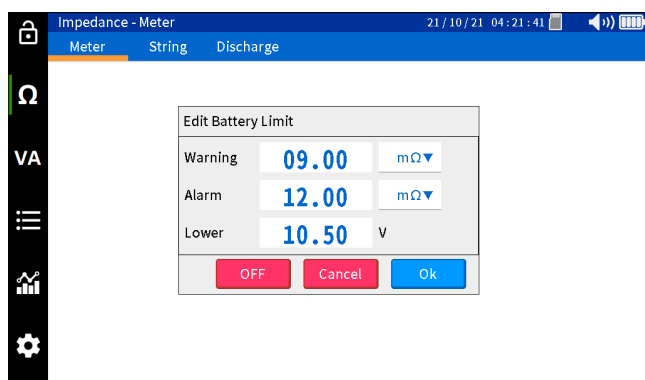 Impedance - Meter 21/10/21 04:21:41
Meter String Discharge
Ω
VA
Edit Battery Limit
Warning 09.00 mΩ▼
Alarm 12.00 mΩ▼
Lower 10.50 V
OFF Cancel Ok